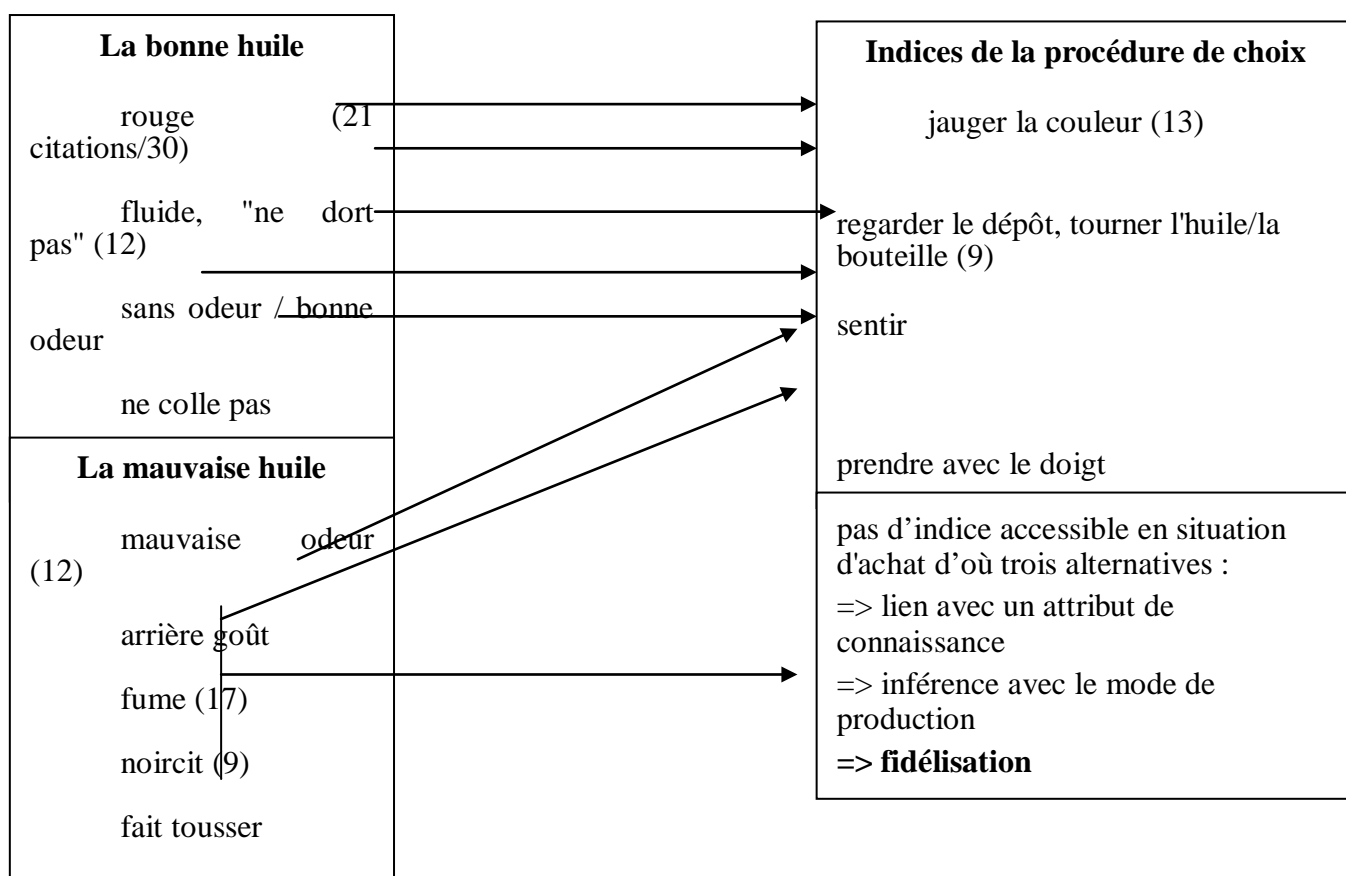 La bonne huile
rouge (21
citations/30)
fluide, "ne dort
pas" (12)
sans odeur / bonne
odeur
ne colle pas
La mauvaise huile
mauvaise odeur
(12)
arrière goût
fume (17)
noircit (9)
fait tousser
Indices de la procédure de choix
jauger la couleur (13)
regarder le dépôt, tourner l'huile/la
bouteille (9)
sentir
prendre avec le doigt
pas d’indice accessible en situation
d'achat d’où trois alternatives :
=> lien avec un attribut de
connaissance
=> inférence avec le mode de
production
=> fidélisation